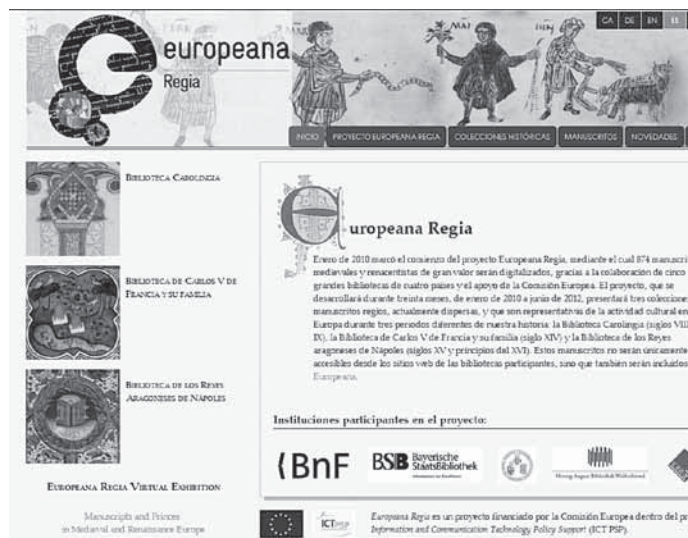 CA DE EN ES
europeana
Regia
MAI IUN
INICIO PROYECTO EUROPEANA REGIA COLECCIONES HISTÓRICAS MANUSCRITOS NOVEDADES
BIBLIOTECA CAROLINGIA
BIBLIOTECA DE CARLOS V DE
FRANCIA Y SU FAMILIA
BIBLIOTECA DE LOS REYES
ARAGONESES DE NÁPOLES
EUROPEANA REGIA VIRTUAL EXHIBITION
Manuscripts and Princes
in Medieval and Renaissance Europe
Europeana Regia
Enero de 2010 marcó el comienzo del proyecto Europeana Regia, mediante el cual 874 manuscri
medievales y renacentistas de gran valor serán digitalizados, gracias a la colaboración de cinco
grandes bibliotecas de cuatro países y el apoyo de la Comisión Europea. El proyecto, que se
desarrollará durante treinta meses, de enero de 2010 a junio de 2012, presentará tres coleccione
manuscritos regios, actualmente dispersas, y que son representativas de la actividad cultural en
Europa durante tres periodos diferentes de nuestra historia: la Biblioteca Carolingia (siglos VIII
IX), la Biblioteca de Carlos V de Francia y su familia (siglo XIV) y la Biblioteca de los Reyes
aragoneses de Nápoles (siglos XV y principios del XVI). Estos manuscritos no serán únicamente
accesibles desde los sitios web de las bibliotecas participantes, sino que también serán incluidos
Europeana.
Instituciones participantes en el proyecto:
BnF BSB Bayerische
StaatsBibliothek
Herzog August Bibliothek Wolfenbüttel
ICT PSP
Europeana Regia es un proyecto financiado por la Comisión Europea dentro del pr
Information and Communication Technology Policy Support (ICT PSP).